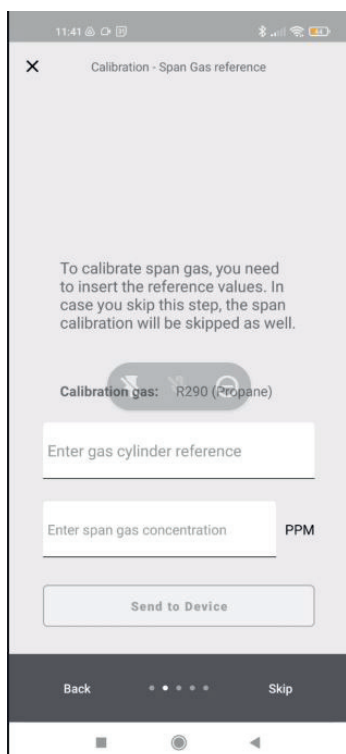 11:41
Calibration - Span Gas reference
To calibrate span gas, you need
to insert the reference values. In
case you skip this step, the span
calibration will be skipped as well.
Calibration gas: R290 (Propane)
Enter gas cylinder reference
Enter span gas concentration PPM
Send to Device
Back Skip